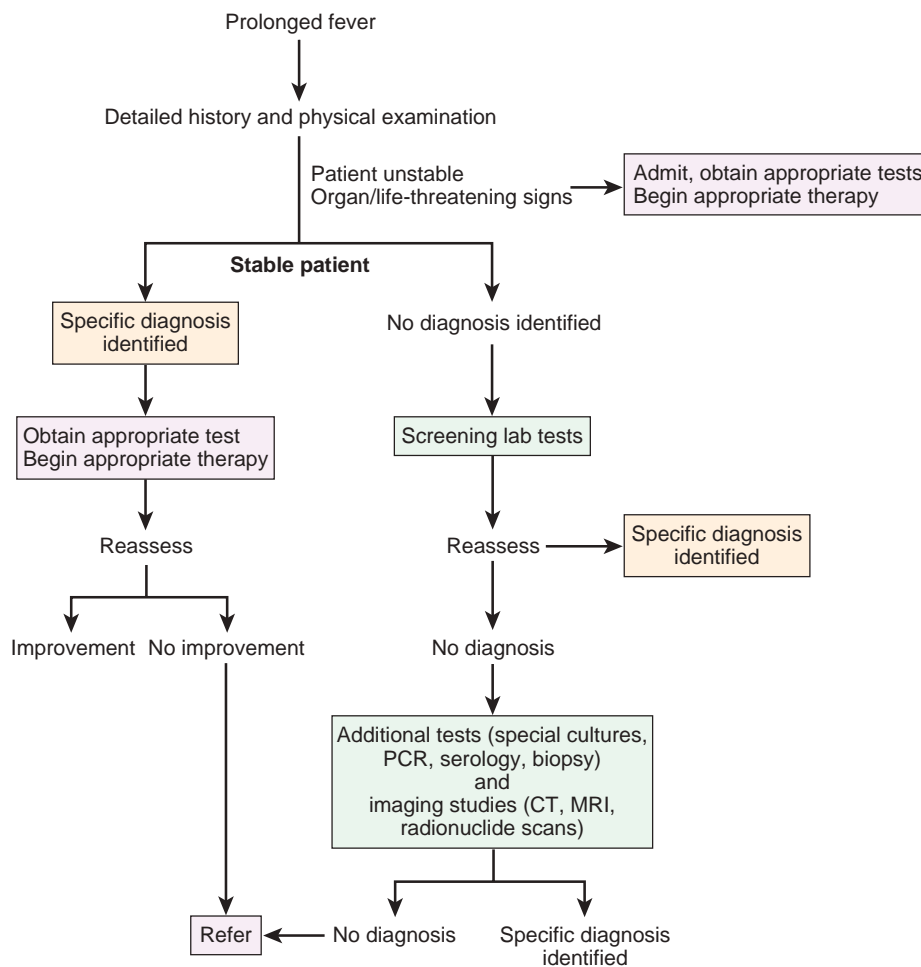 Prolonged fever
Detailed history and physical examination
Patient unstable
Organ/life-threatening signs
Admit, obtain appropriate tests
Begin appropriate therapy
Stable patient
Specific diagnosis
identified
No diagnosis identified
Obtain appropriate test
Begin appropriate therapy
Screening lab tests
Reassess
Reassess
Specific diagnosis
identified
Improvement
No improvement
No diagnosis
Additional tests (special cultures,
PCR, serology, biopsy)
and
imaging studies (CT, MRI,
radionuclide scans)
Refer
No diagnosis
Specific diagnosis
identified